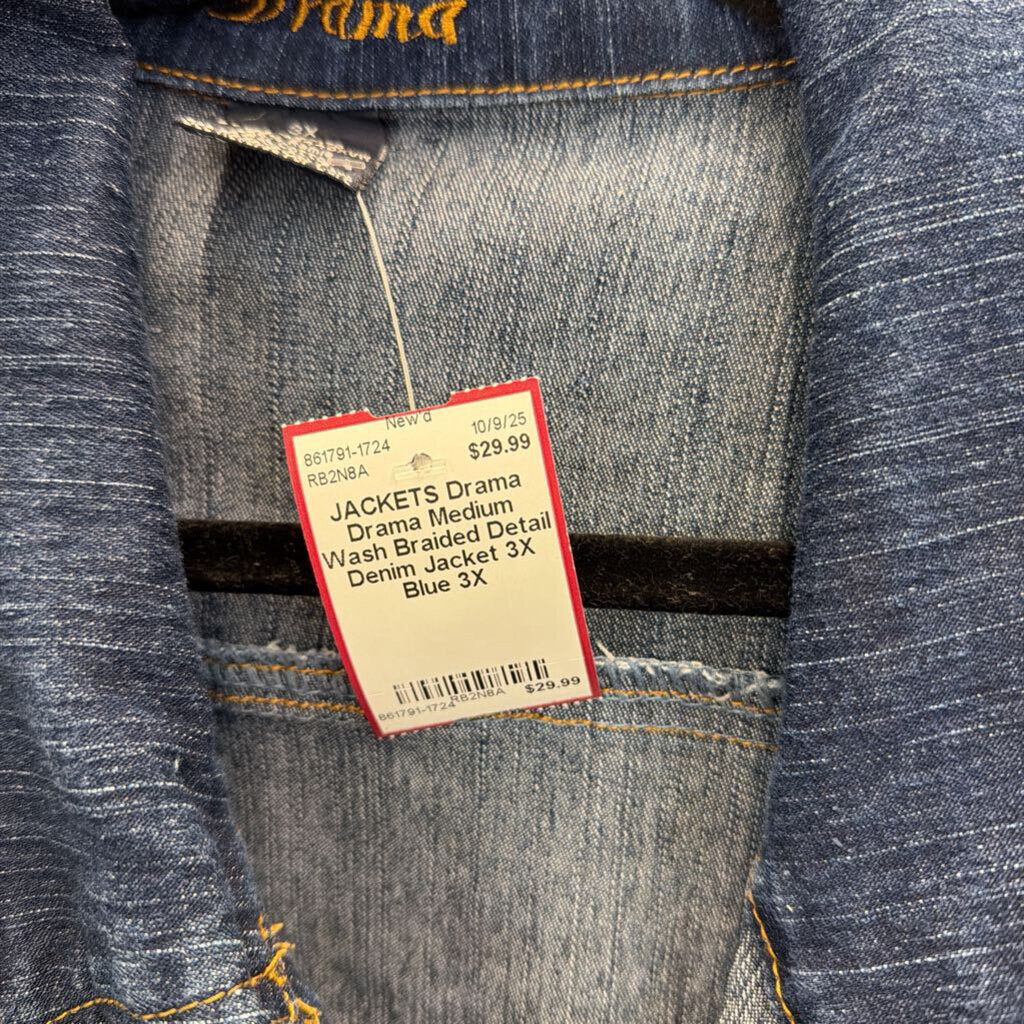 Drama
3X
New'd
10/9/25
861791-1724
$29.99
RB2N8A
JACKETS Drama
Drama Medium
Wash Braided Detail
Denim Jacket 3X
Blue 3X
RB2N8A
861791-1724
$29.99